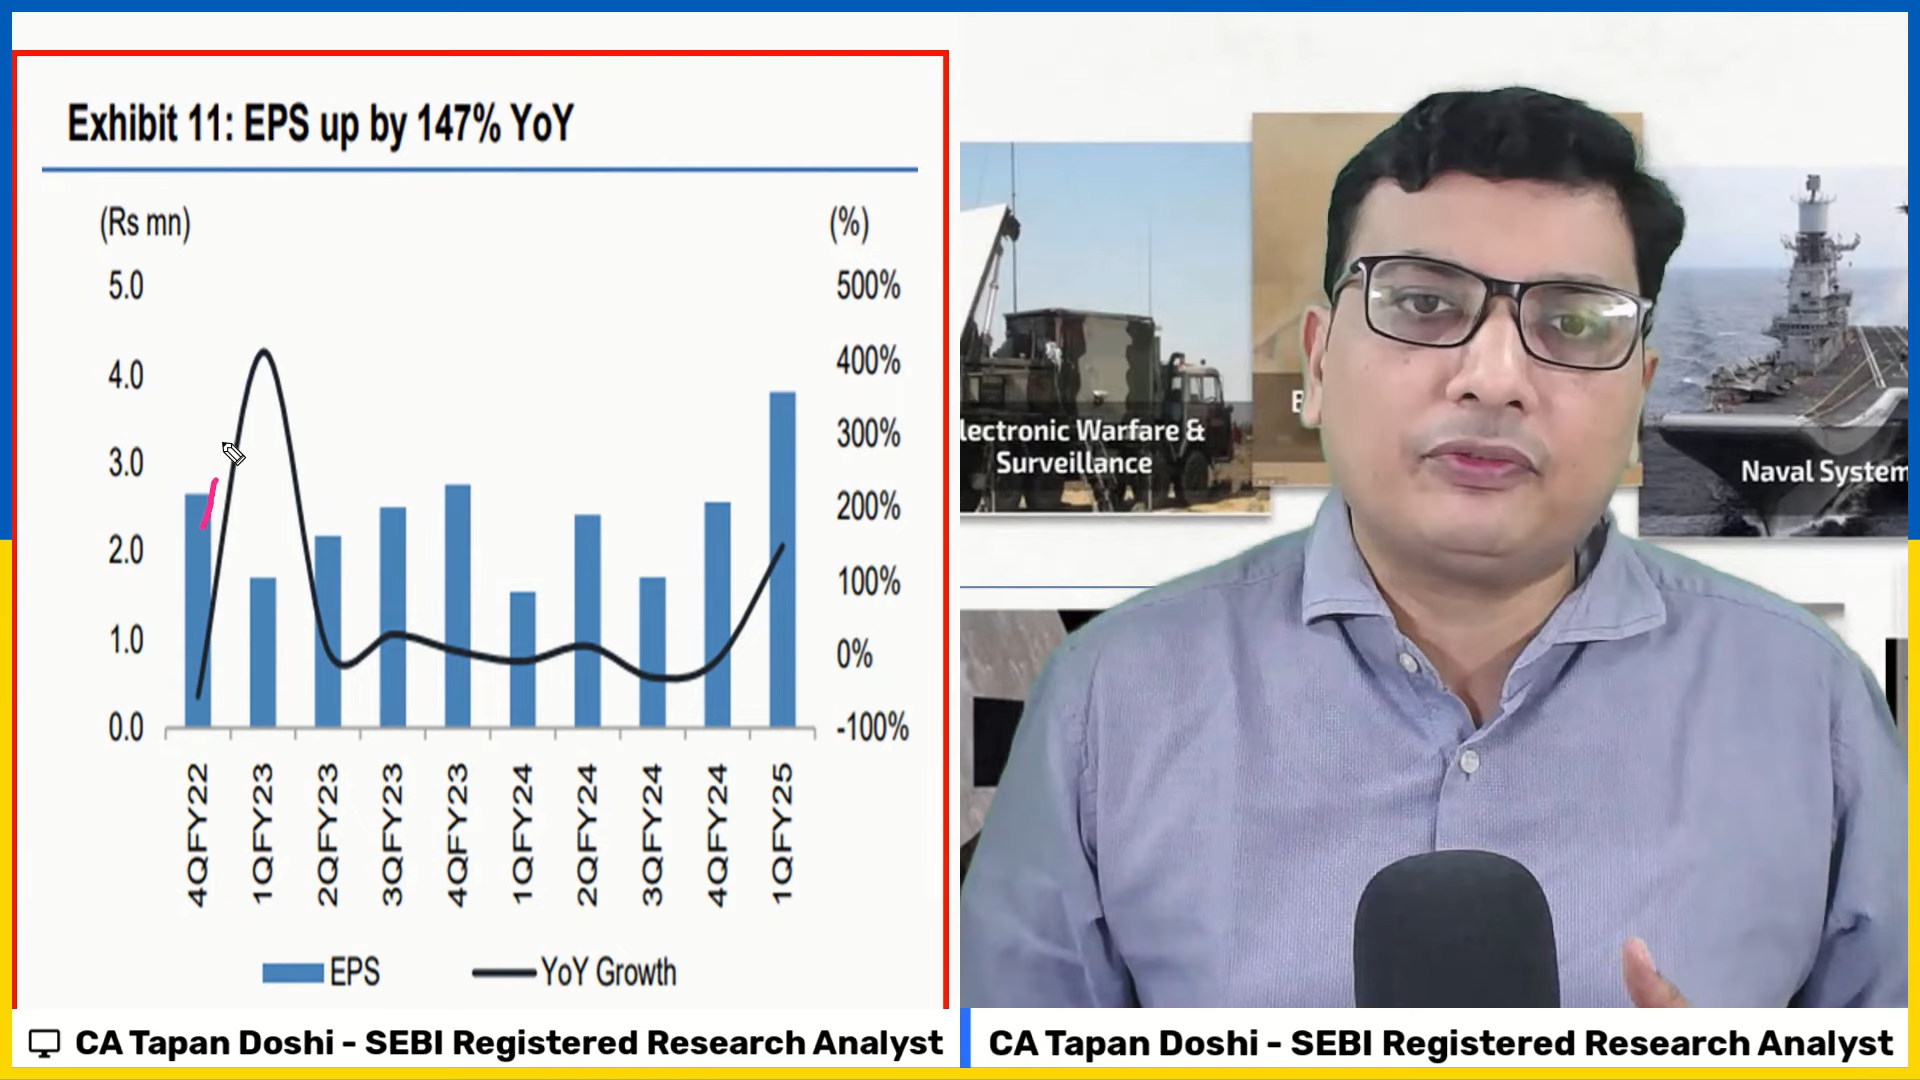 Exhibit 11: EPS up by 147% YoY
(Rs mn)
(%)
5.0
500%
4.0
400%
3.0
300%
2.0
200%
1.0
100%
0.0
0%
-100%
4QFY22
1QFY23
2QFY23
3QFY23
4QFY23
1QFY24
2QFY24
3QFY24
4QFY24
1QFY25
EPS
YoY Growth
lectronic Warfare &
Surveillance
Naval System
CA Tapan Doshi - SEBI Registered Research Analyst
CA Tapan Doshi - SEBI Registered Research Analyst